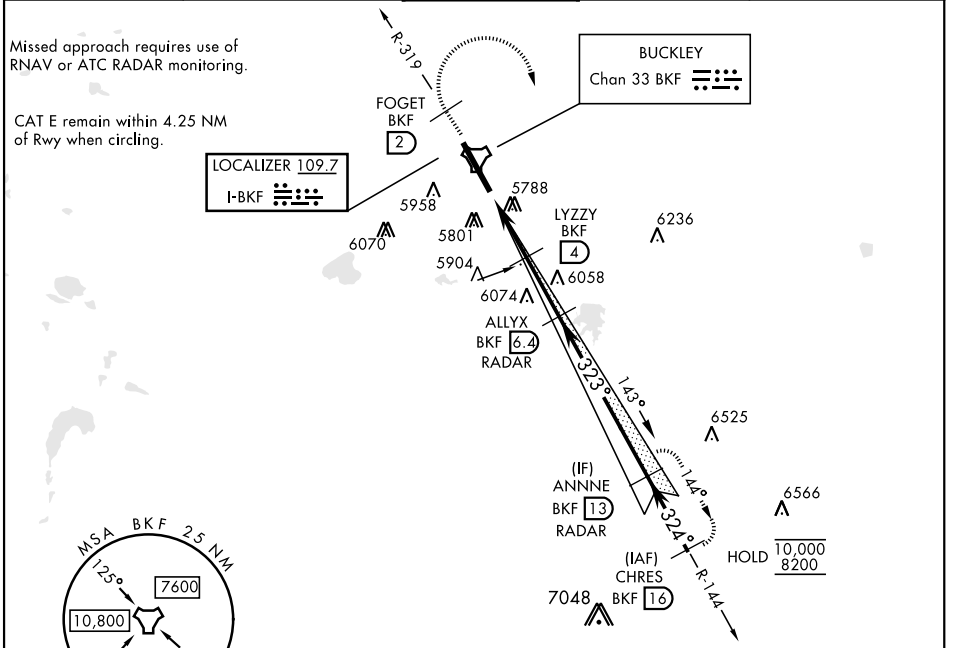 Missed approach requires use of
RNAV or ATC RADAR monitoring.
CAT E remain within 4.25 NM
of Rwy when circling.
R-319
BUCKLEY
Chan 33 BKF
FOGET
BKF
2
LOCALIZER 109.7
I-BKF
5958
5788
6070
5801
LYZZY
BKF
4
6236
5904
6058
6074
ALLYX
BKF 6.4
RADAR
323°
143°
6525
(IF)
ANNNE
BKF 13
RADAR
144°
324°
6566
HOLD 10,000
8200
(IAF)
CHRES
BKF 16
7048
R-144
MSA BKF 25 NM
125°
7600
10,800